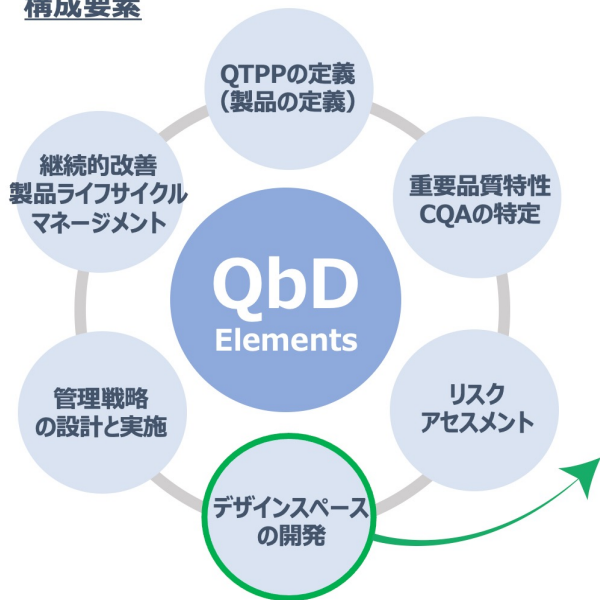 構成要素
QTPPの定義
（製品の定義）
重要品質特性
CQAの特定
リスク
アセスメント
デザインスペース
の開発
管理戦略
の設計と実施
継続的改善
製品ライフサイクル
マネージメント
QbD
Elements